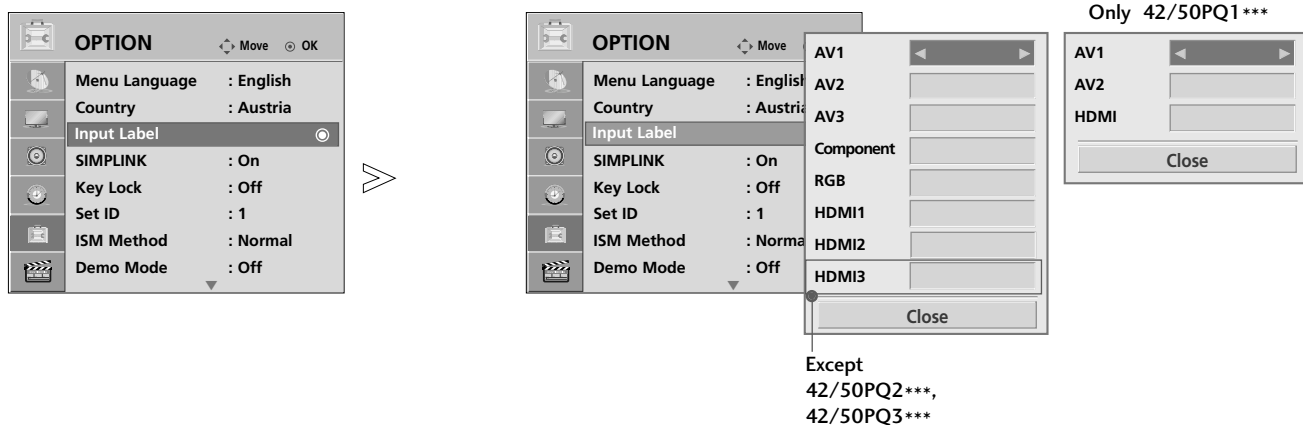 OPTION
Move OK
Menu Language : English
Country : Austria
Input Label
SIMPLINK : On
Key Lock : Off
Set ID : 1
ISM Method : Normal
Demo Mode : Off
OPTION
Move
Menu Language : English
Country : Austria
Input Label
SIMPLINK : On
Key Lock : Off
Set ID : 1
ISM Method : Norma
Demo Mode : Off
AV1
AV2
AV3
Component
RGB
HDMI1
HDMI2
HDMI3
Close
Except
42/50PQ2***,
42/50PQ3***
Only 42/50PQ1***
AV1
AV2
HDMI
Close